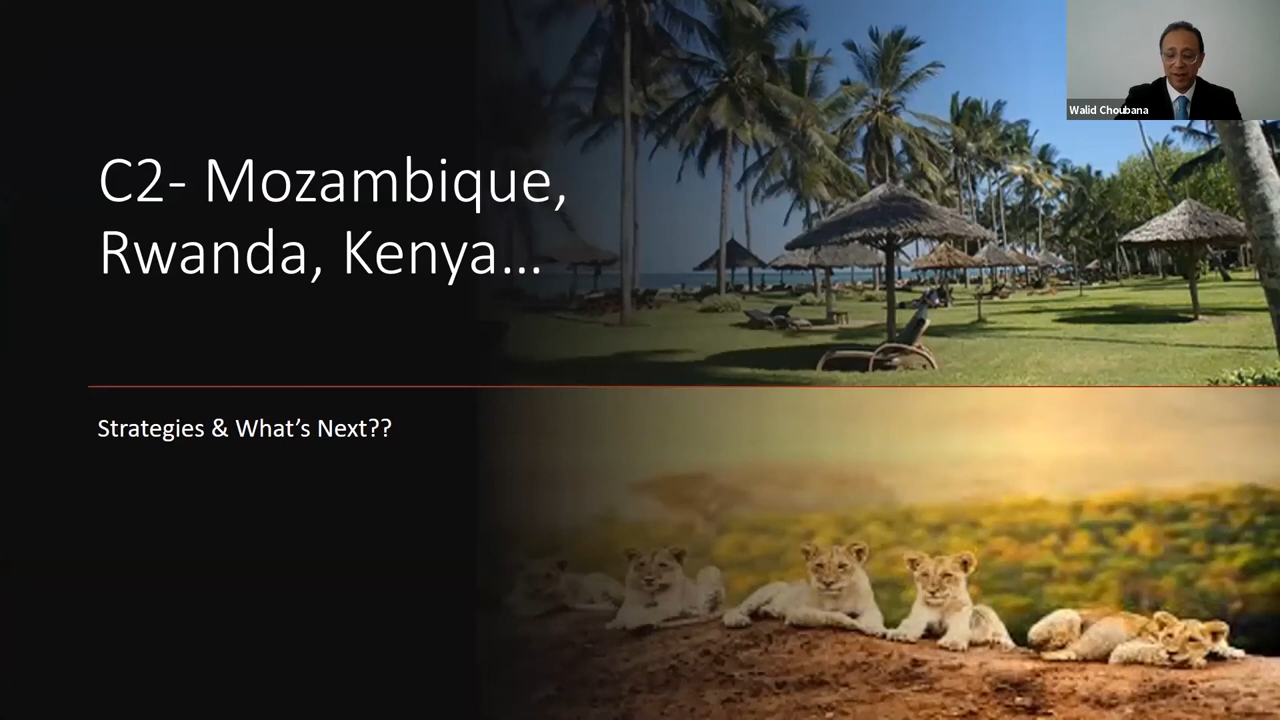 Walid Choubana
C2- Mozambique,
Rwanda, Kenya...
Strategies & What's Next??